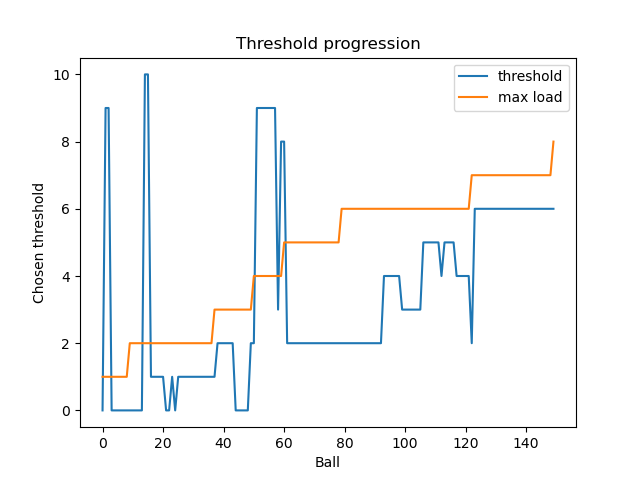 Threshold progression
threshold
max load
Chosen threshold
10
8
6
4
2
0
0 20 40 60 80 100 120 140
Ball